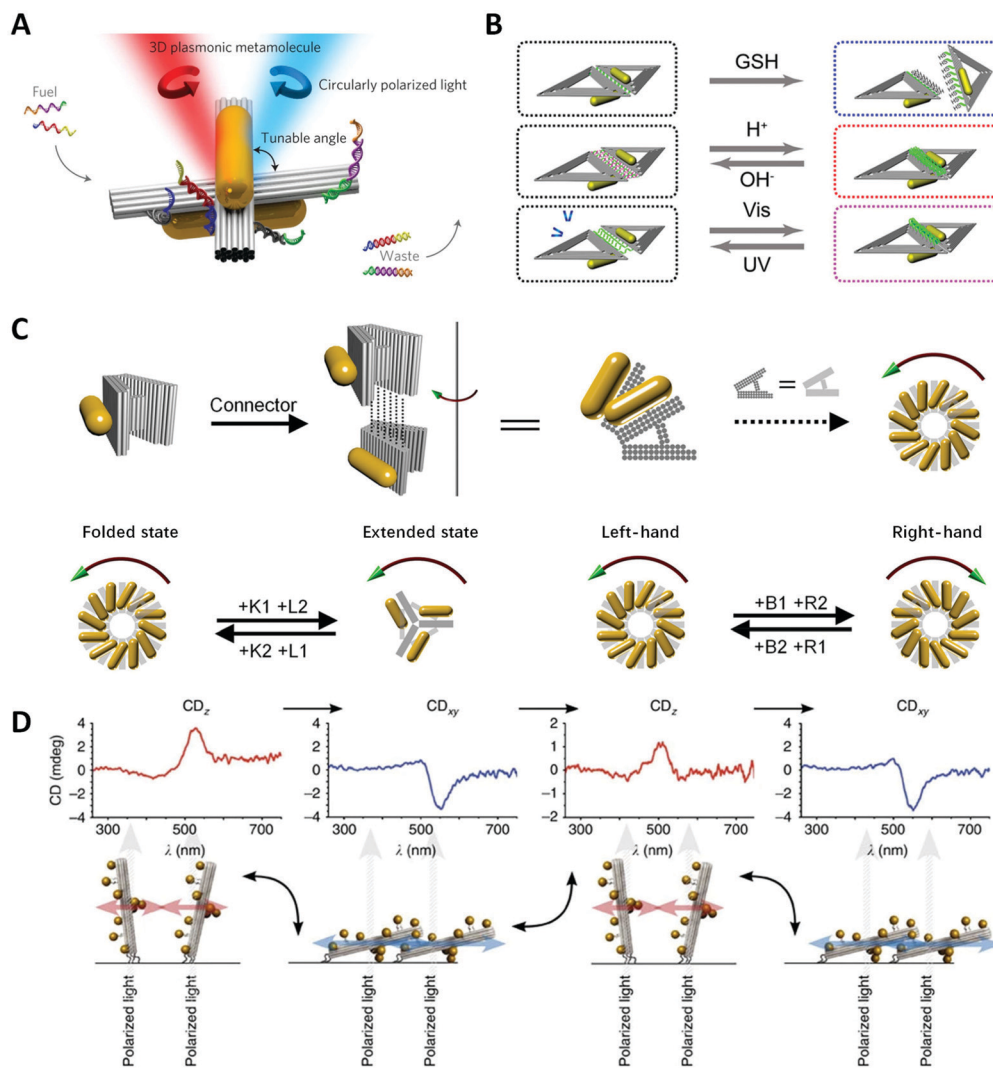 A
3D plasmonic metamolecule
Fuel
Circularly polarized light
Tunable angle
Waste
B
GSH
H⁺
OH⁻
Vis
UV
C
Connector
=
=
Folded state
Extended state
Left-hand
Right-hand
+K1 +L2
+K2 +L1
+B1 +R2
+B2 +R1
D
CDz
CDxy
CDz
CDxy
CD (mdeg)
4
2
0
−2
−4
300
500
700
λ (nm)
4
2
0
−2
−4
300
500
700
λ (nm)
2
1
0
−1
−2
300
500
700
λ (nm)
4
2
0
−2
−4
300
500
700
λ (nm)
Polarized light
Polarized light
Polarized light
Polarized light
Polarized light
Polarized light
Polarized light
Polarized light